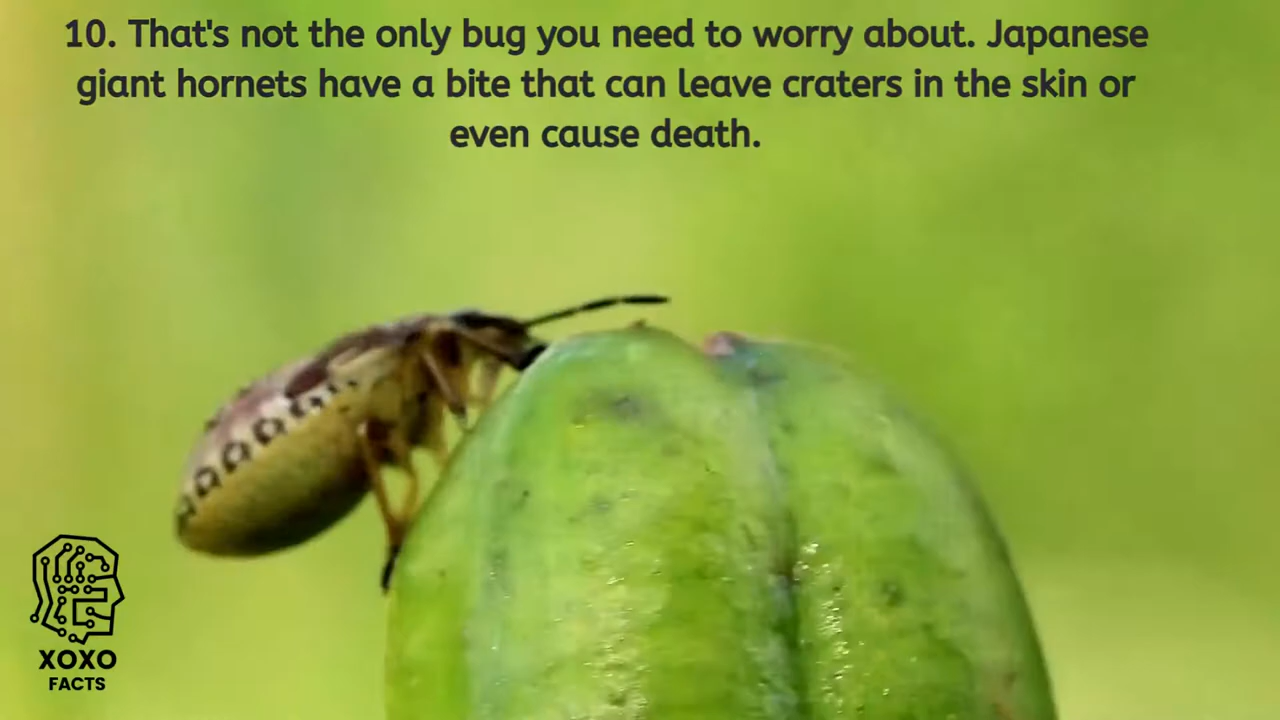 10. That's not the only bug you need to worry about. Japanese
giant hornets have a bite that can leave craters in the skin or
even cause death.
XOXO
FACTS